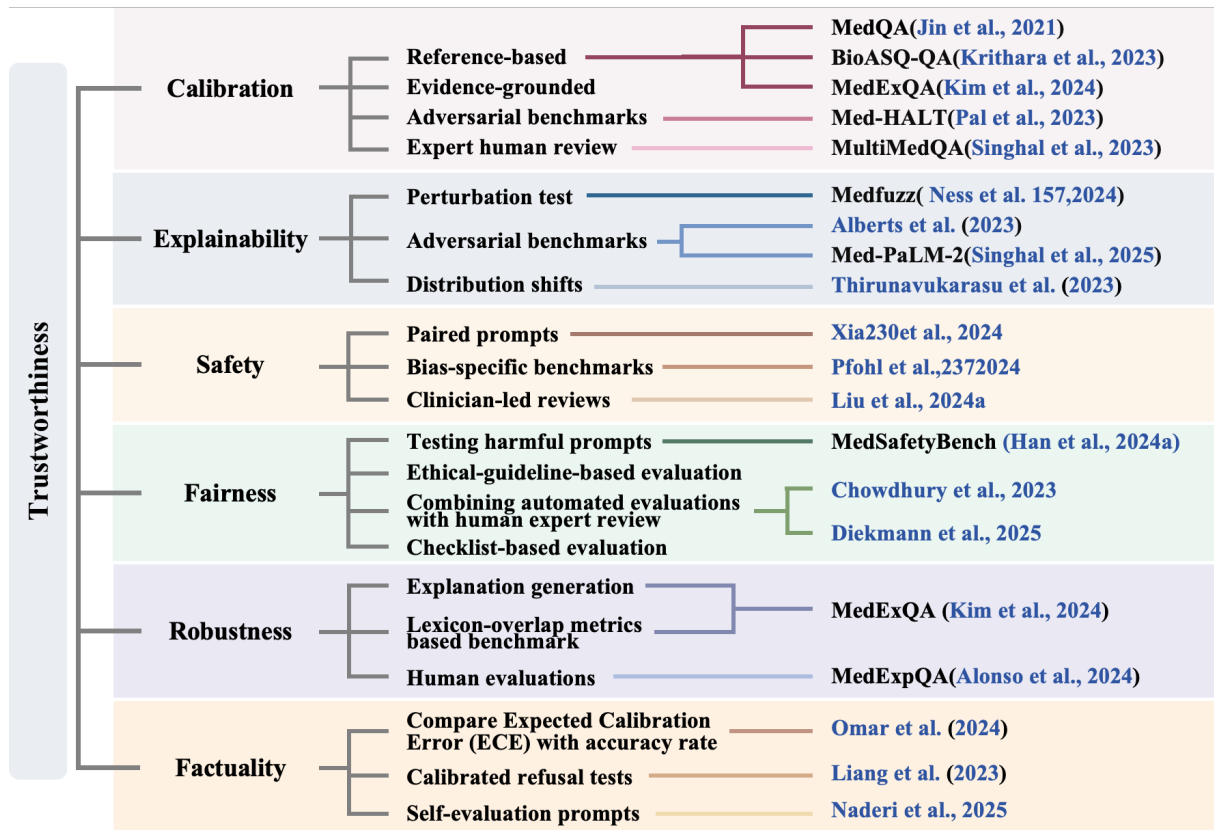 Trustworthiness
Calibration
Reference-based
Evidence-grounded
Adversarial benchmarks
Expert human review
MedQA(Jin et al., 2021)
BioASQ-QA(Krithara et al., 2023)
MedExQA(Kim et al., 2024)
Med-HALT(Pal et al., 2023)
MultiMedQA(Singhal et al., 2023)
Explainability
Perturbation test
Adversarial benchmarks
Distribution shifts
Medfuzz( Ness et al. 157,2024)
Alberts et al. (2023)
Med-PaLM-2(Singhal et al., 2025)
Thirunavukarasu et al. (2023)
Safety
Paired prompts
Bias-specific benchmarks
Clinician-led reviews
Xia230et al., 2024
Pfohl et al.,2372024
Liu et al., 2024a
Fairness
Testing harmful prompts
Ethical-guideline-based evaluation
Combining automated evaluations
with human expert review
Checklist-based evaluation
MedSafetyBench (Han et al., 2024a)
Chowdhury et al., 2023
Diekmann et al., 2025
Robustness
Explanation generation
Lexicon-overlap metrics
based benchmark
Human evaluations
MedExQA (Kim et al., 2024)
MedExpQA(Alonso et al., 2024)
Factuality
Compare Expected Calibration
Error (ECE) with accuracy rate
Calibrated refusal tests
Self-evaluation prompts
Omar et al. (2024)
Liang et al. (2023)
Naderi et al., 2025